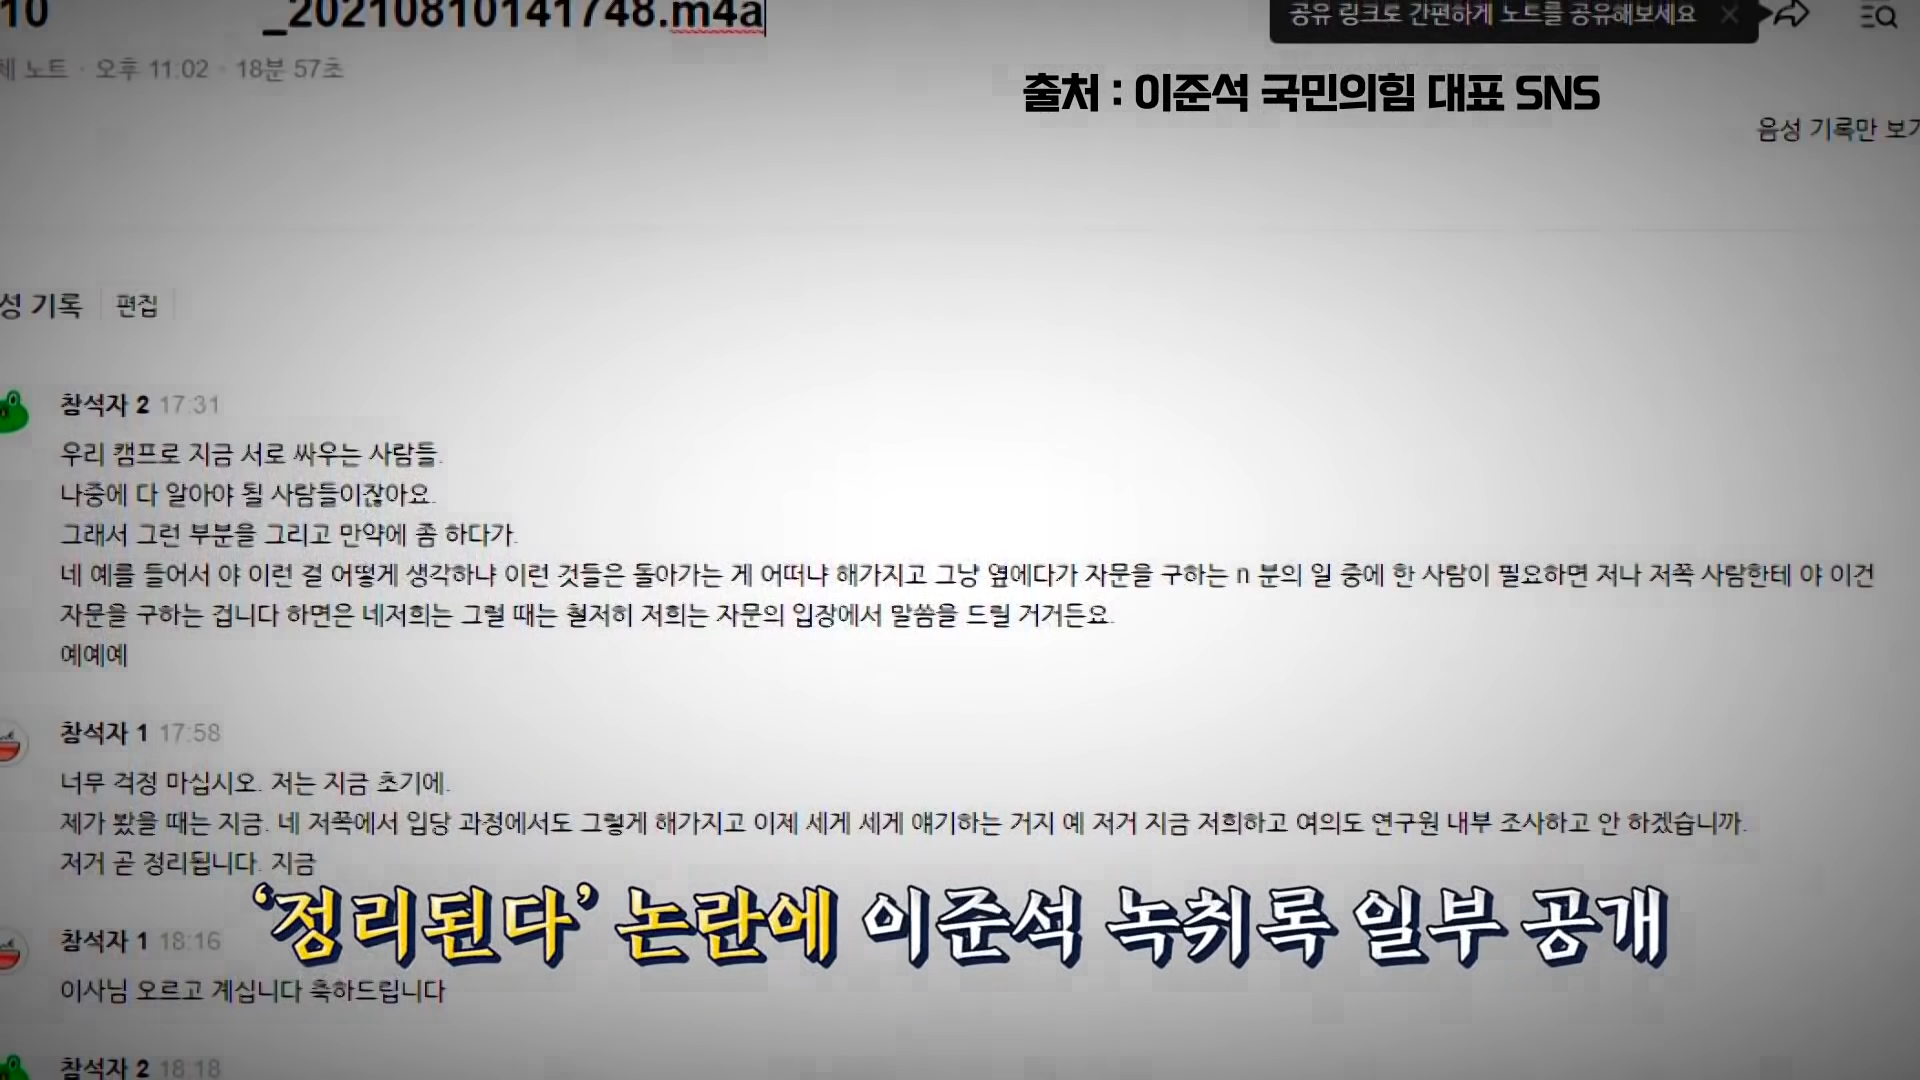 10 _20210810141748.m4a
공유 링크로 간편하게 노트를 공유해보세요
체 노트 · 오후 11:02 · 18분 57초
출처 : 이준석 국민의힘 대표 SNS
음성 기록만 보기
성 기록 편집
참석자 2 17:31
우리 캠프로 지금 서로 싸우는 사람들.
나중에 다 알아야 될 사람들이잖아요.
그래서 그런 부분을 그리고 만약에 좀 하다가.
네 예를 들어서 야 이런 걸 어떻게 생각하냐 이런 것들은 돌아가는 게 어떠냐 해가지고 그냥 옆에다가 자문을 구하는 n 분의 일 중에 한 사람이 필요하면 저나 저쪽 사람한테 야 이건
자문을 구하는 겁니다 하면은 네저희는 그럴 때는 철저히 저희는 자문의 입장에서 말씀을 드릴 거거든요.
예예예
참석자 1 17:58
너무 걱정 마십시오. 저는 지금 초기에.
제가 봤을 때는 지금. 네 저쪽에서 입당 과정에서도 그렇게 해가지고 이제 세게 세게 얘기하는 거지 예 저거 지금 저희하고 여의도 연구원 내부 조사하고 안 하겠습니까.
저거 곧 정리됩니다. 지금
‘정리된다’ 논란에 이준석 녹취록 일부 공개
참석자 1 18:16
이사님 오르고 계십니다 축하드립니다
참석자 2 18:18